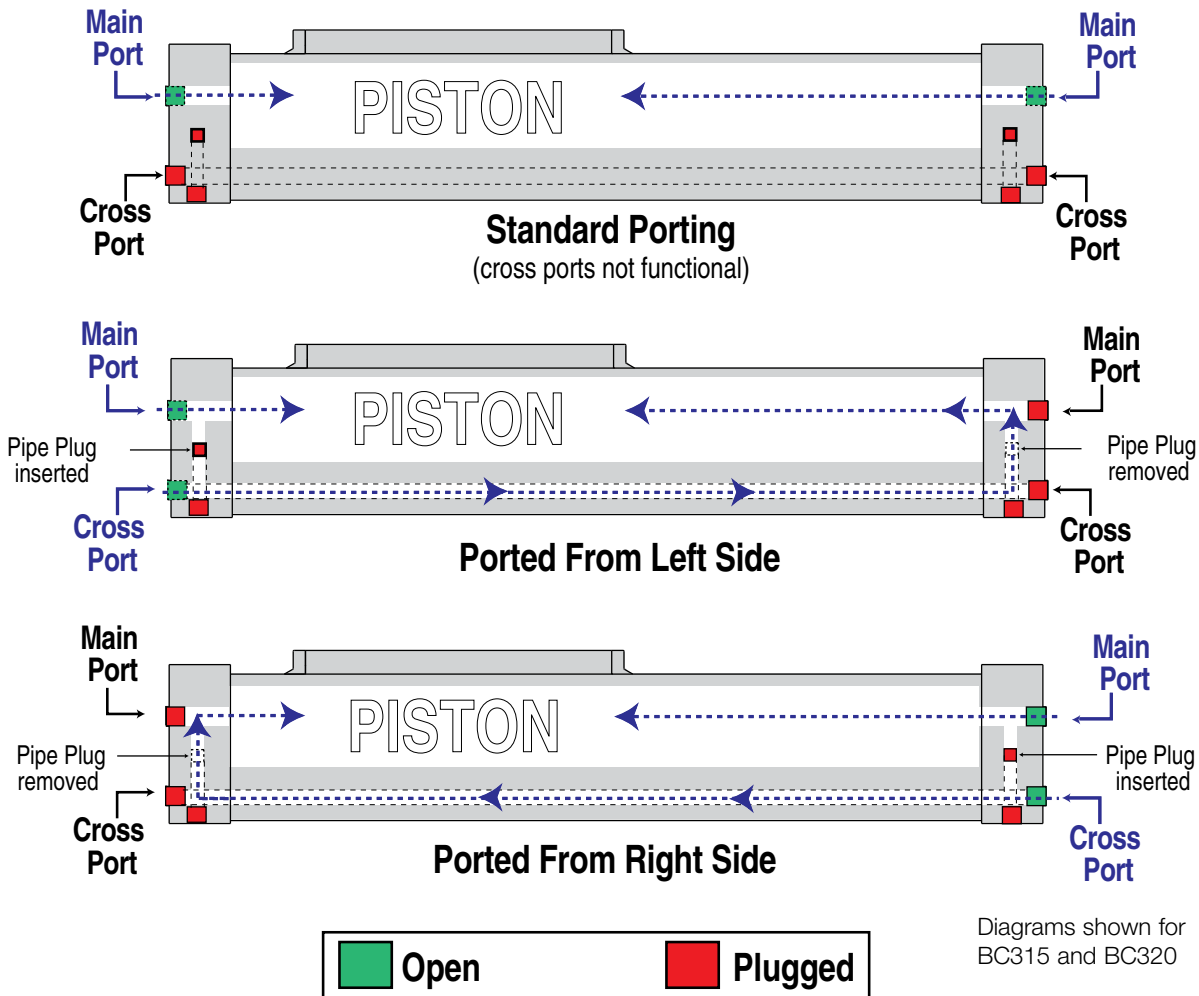 Main
Port
Main
Port
PISTON
Cross
Port
Cross
Port
Standard Porting
(cross ports not functional)
Main
Port
Main
Port
PISTON
Pipe Plug
inserted
Pipe Plug
removed
Cross
Port
Cross
Port
Ported From Left Side
Main
Port
Main
Port
PISTON
Pipe Plug
removed
Pipe Plug
inserted
Cross
Port
Cross
Port
Ported From Right Side
Open
Plugged
Diagrams shown for
BC315 and BC320